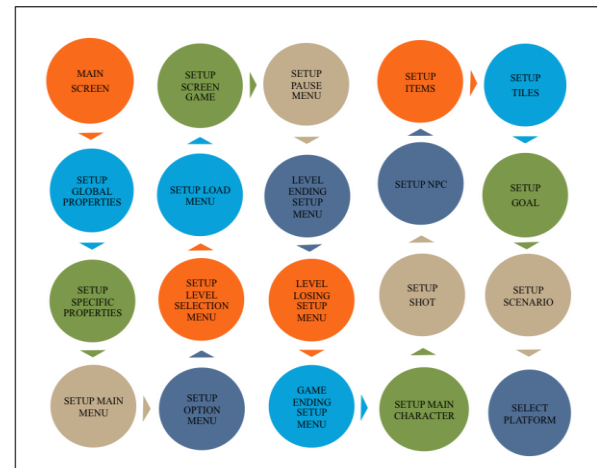 MAIN
SCREEN
SETUP
GLOBAL
PROPERTIES
SETUP
SPECIFIC
PROPERTIES
SETUP MAIN
MENU
SETUP
OPTION
MENU
SETUP
LEVEL
SELECTION
MENU
SETUP LOAD
MENU
SETUP
SCREEN
GAME
SETUP
PAUSE
MENU
LEVEL
ENDING
SETUP
MENU
LEVEL
LOSING
SETUP
MENU
GAME
ENDING
SETUP
MENU
SETUP MAIN
CHARACTER
SETUP
SHOT
SETUP NPC
SETUP
ITEMS
SETUP
TILES
SETUP
GOAL
SETUP
SCENARIO
SELECT
PLATFORM